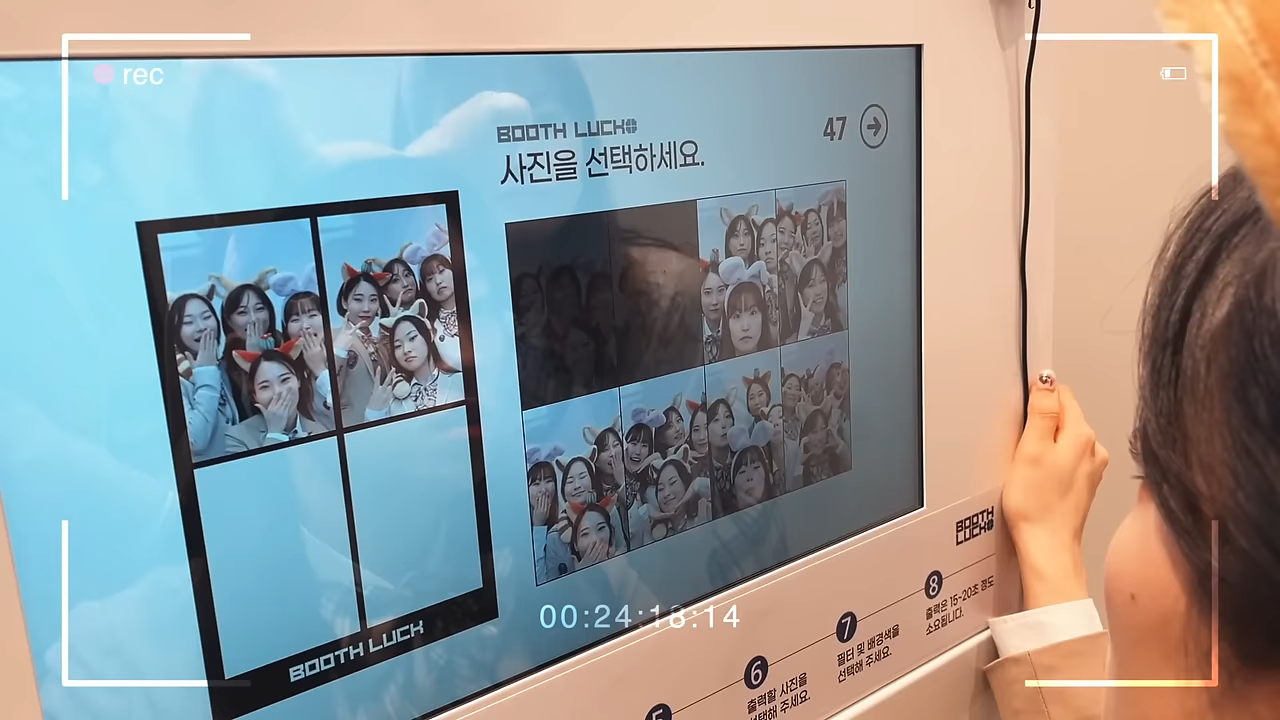 rec
BOOTH LUCK
사진을 선택하세요.
47
BOOTH LUCK
00:24:18:14
BOOTH
LUCK
5
6
출력할 사진을
선택해 주세요.
7
필터 및 배경색을
선택해 주세요.
8
출력은 15~20초 정도
소요됩니다.